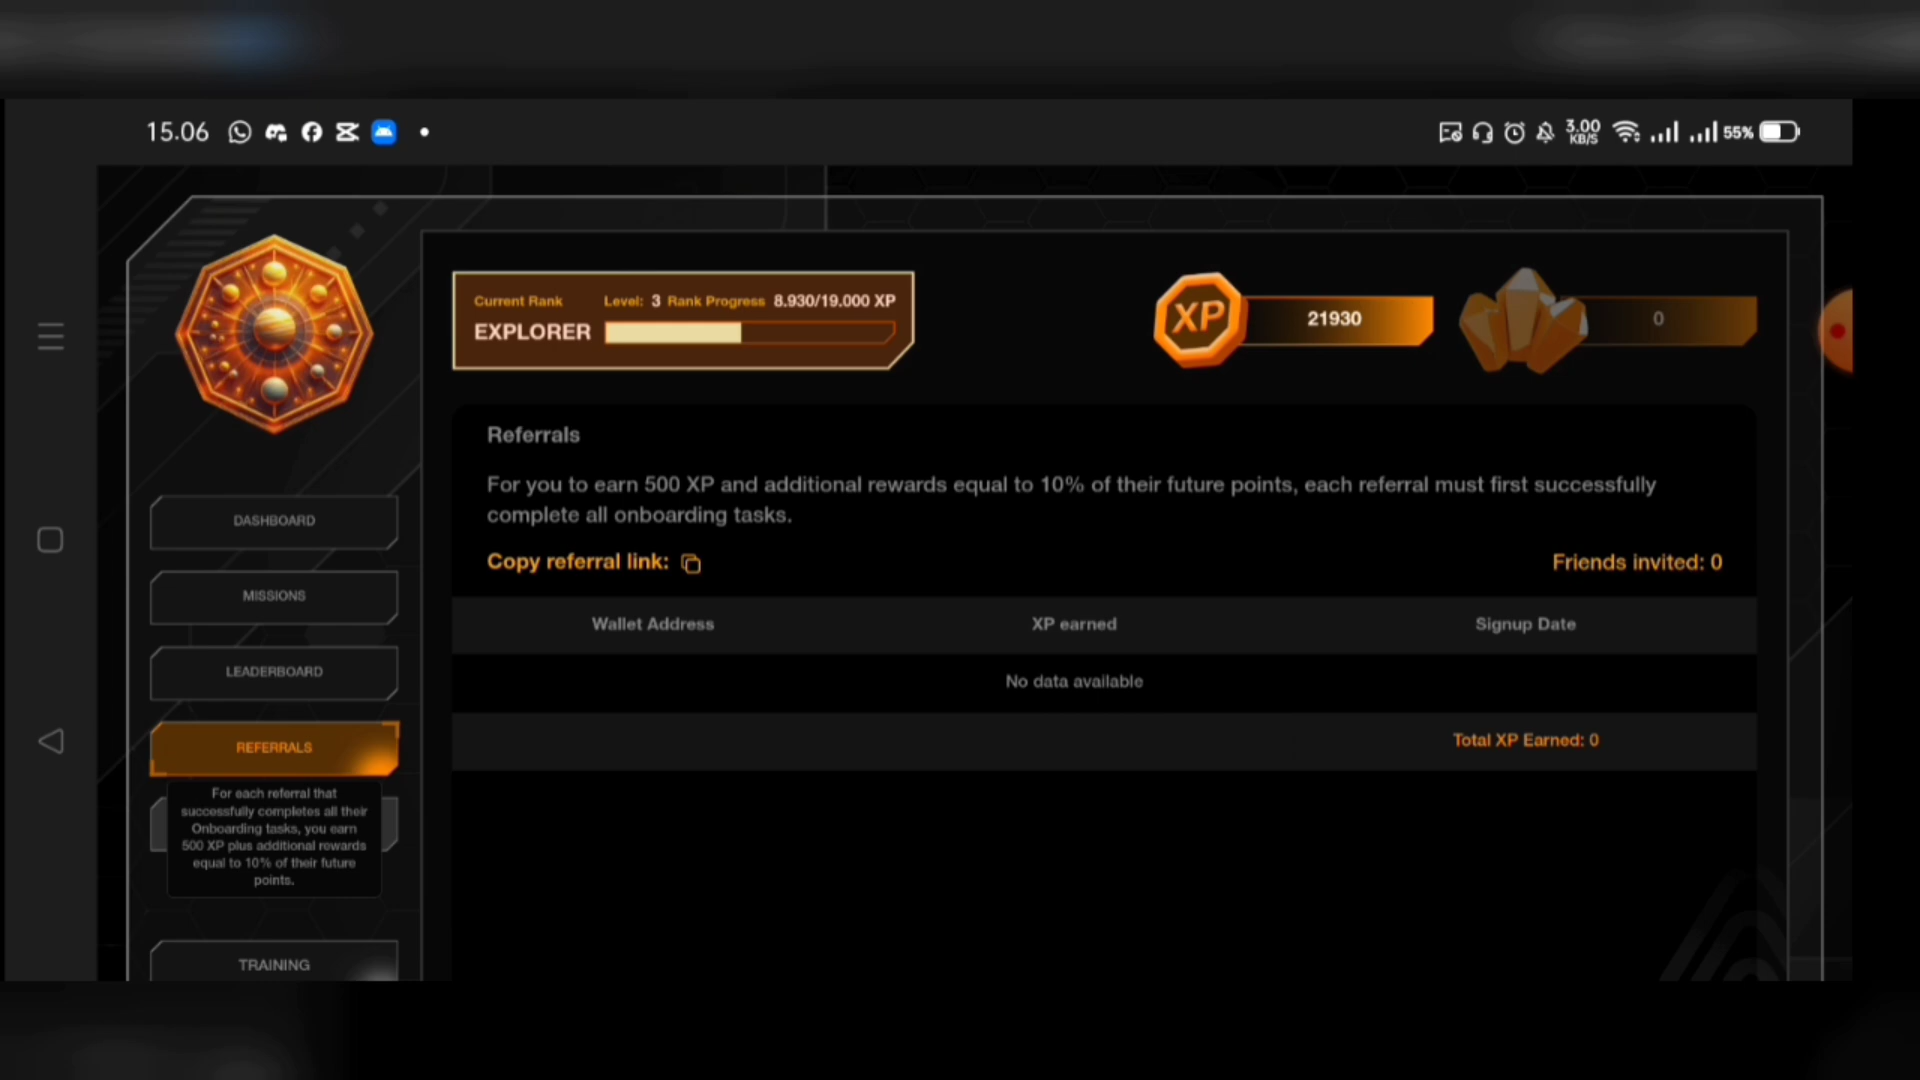 15.06
3.00
KB/S
55%
Current Rank
Level: 3 Rank Progress 8.930/19.000 XP
EXPLORER
XP
21930
0
Referrals
For you to earn 500 XP and additional rewards equal to 10% of their future points, each referral must first successfully
complete all onboarding tasks.
Copy referral link:
Friends invited: 0
Wallet Address
XP earned
Signup Date
No data available
Total XP Earned: 0
DASHBOARD
MISSIONS
LEADERBOARD
REFERRALS
For each referral that
successfully completes all their
Onboarding tasks, you earn
500 XP plus additional rewards
equal to 10% of their future
points.
TRAINING